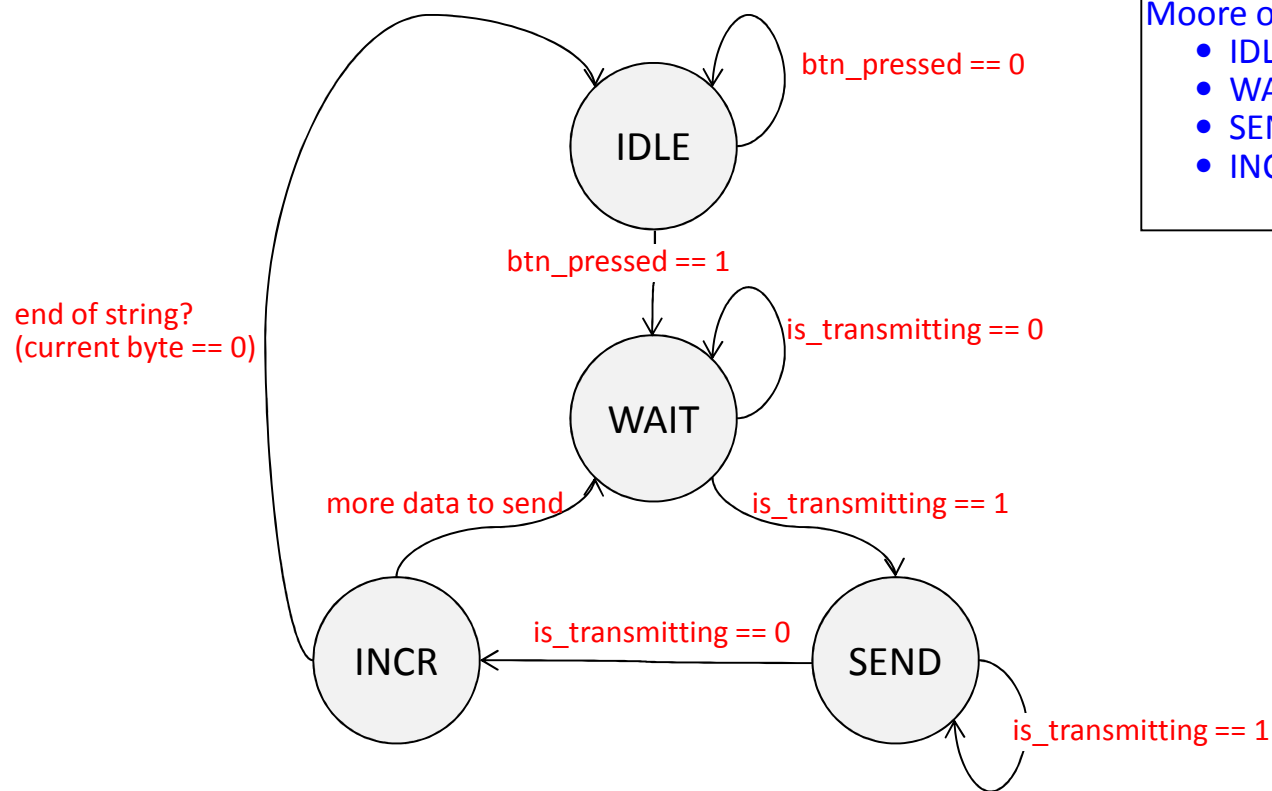 Moore o
• IDL
• WA
• SEN
• INC
btn_pressed == 0
IDLE
btn_pressed == 1
end of string?
(current byte == 0)
is_transmitting == 0
WAIT
more data to send
is_transmitting == 1
is_transmitting == 0
INCR
SEND
is_transmitting == 1